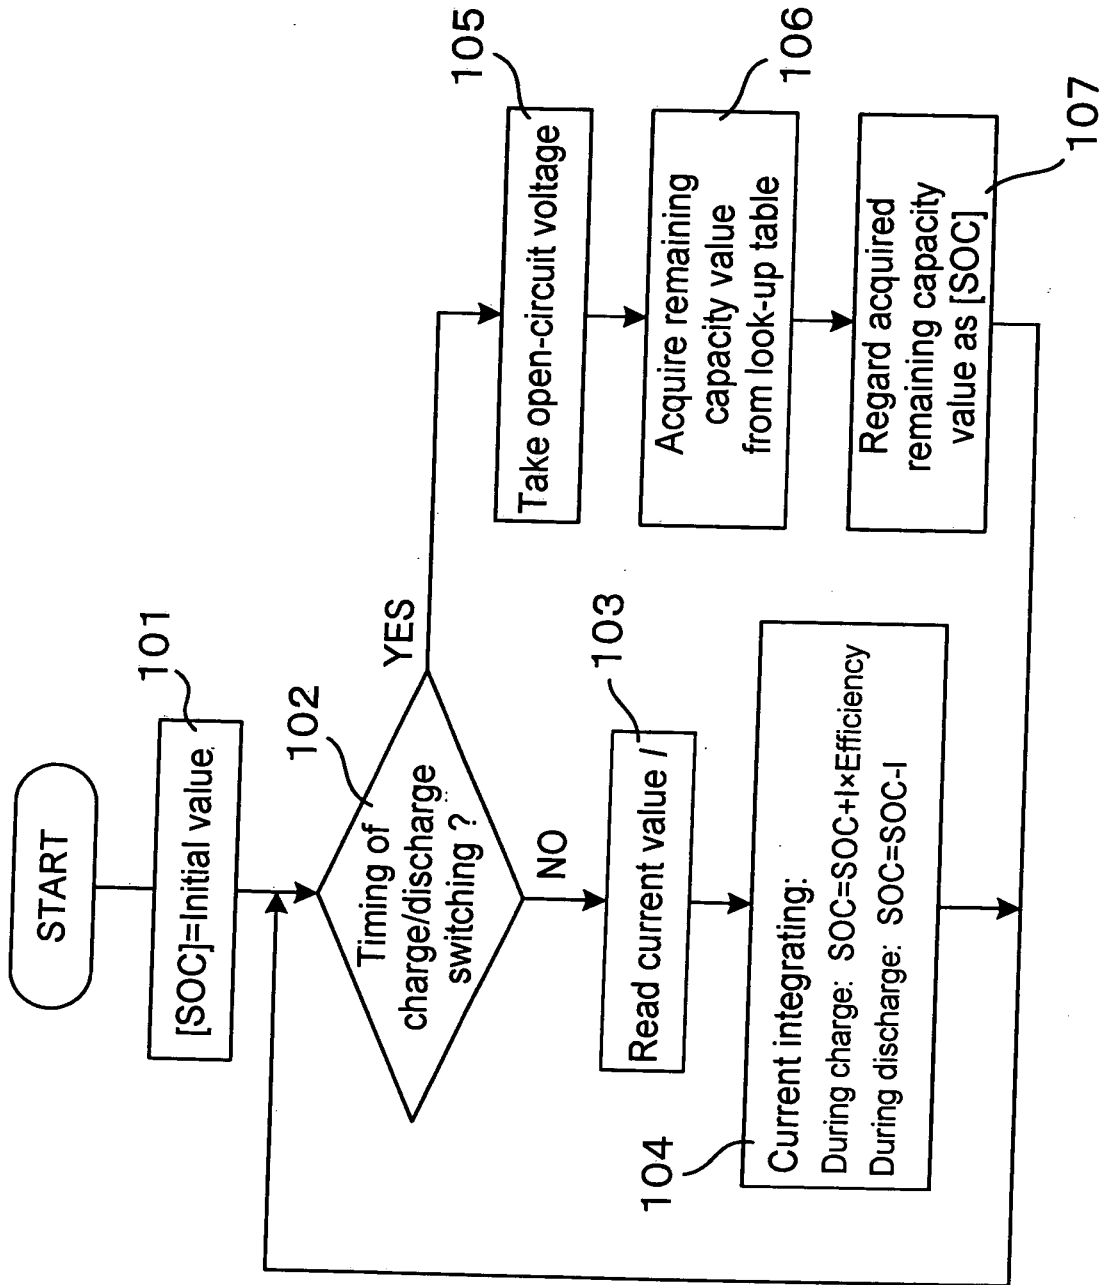 START
[SOC]=Initial value
101
Timing of
charge/discharge
switching ?
102
YES
NO
Read current value I
103
Current integrating:
During charge: SOC=SOC+I×Efficiency
During discharge: SOC=SOC-I
104
Take open-circuit voltage
105
Acquire remaining
capacity value
from look-up table
106
Regard acquired
remaining capacity
value as [SOC]
107